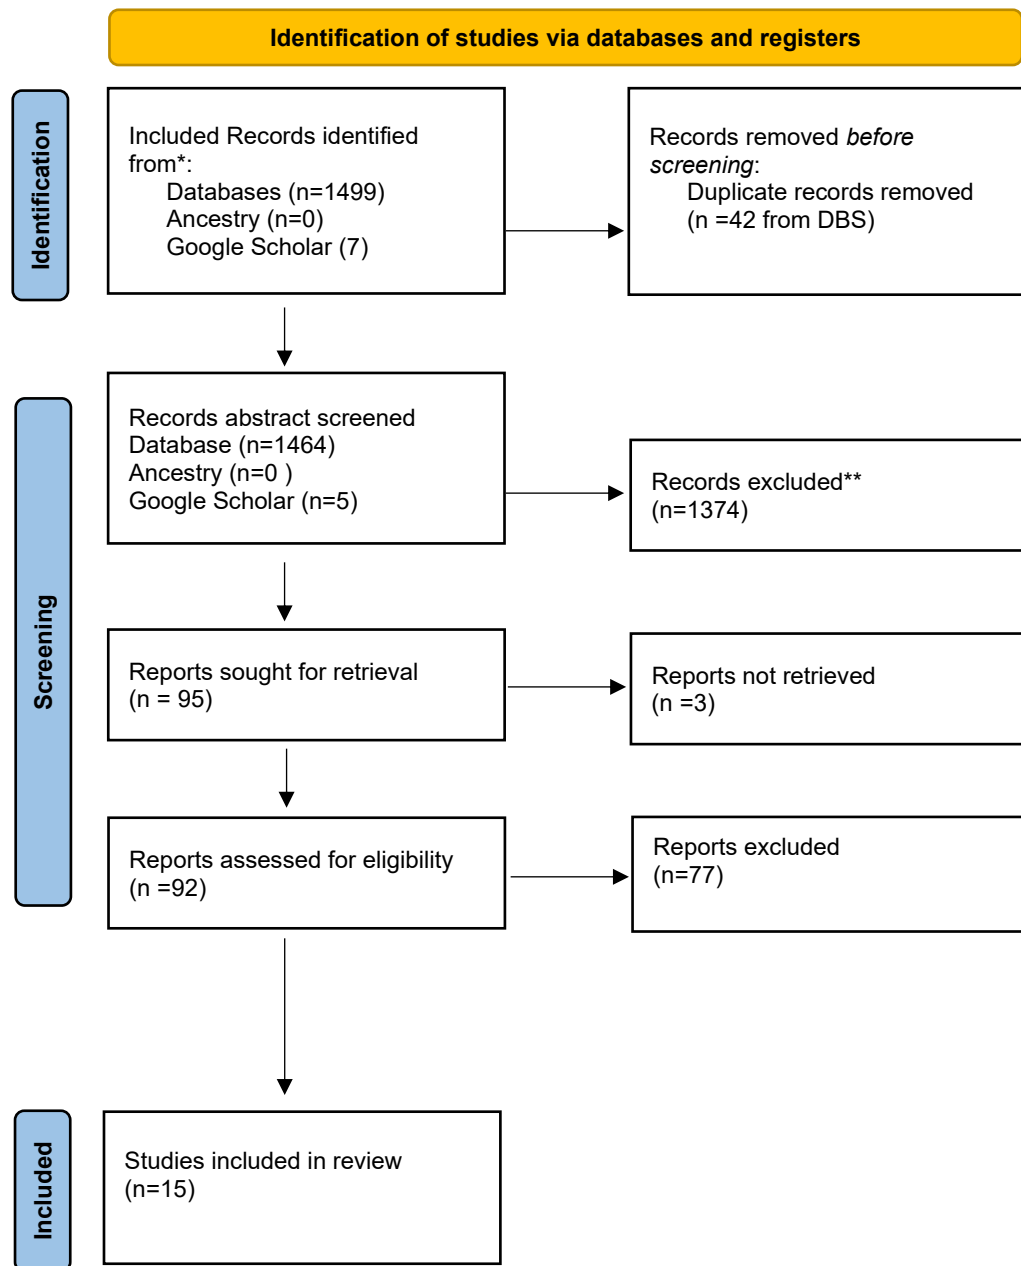 Identification of studies via databases and registers
Identification
Included Records identified
from*:
Databases (n=1499)
Ancestry (n=0)
Google Scholar (7)
Records removed before
screening:
Duplicate records removed
(n =42 from DBS)
Screening
Records abstract screened
Database (n=1464)
Ancestry (n=0 )
Google Scholar (n=5)
Records excluded**
(n=1374)
Reports sought for retrieval
(n = 95)
Reports not retrieved
(n =3)
Reports assessed for eligibility
(n =92)
Reports excluded
(n=77)
Included
Studies included in review
(n=15)